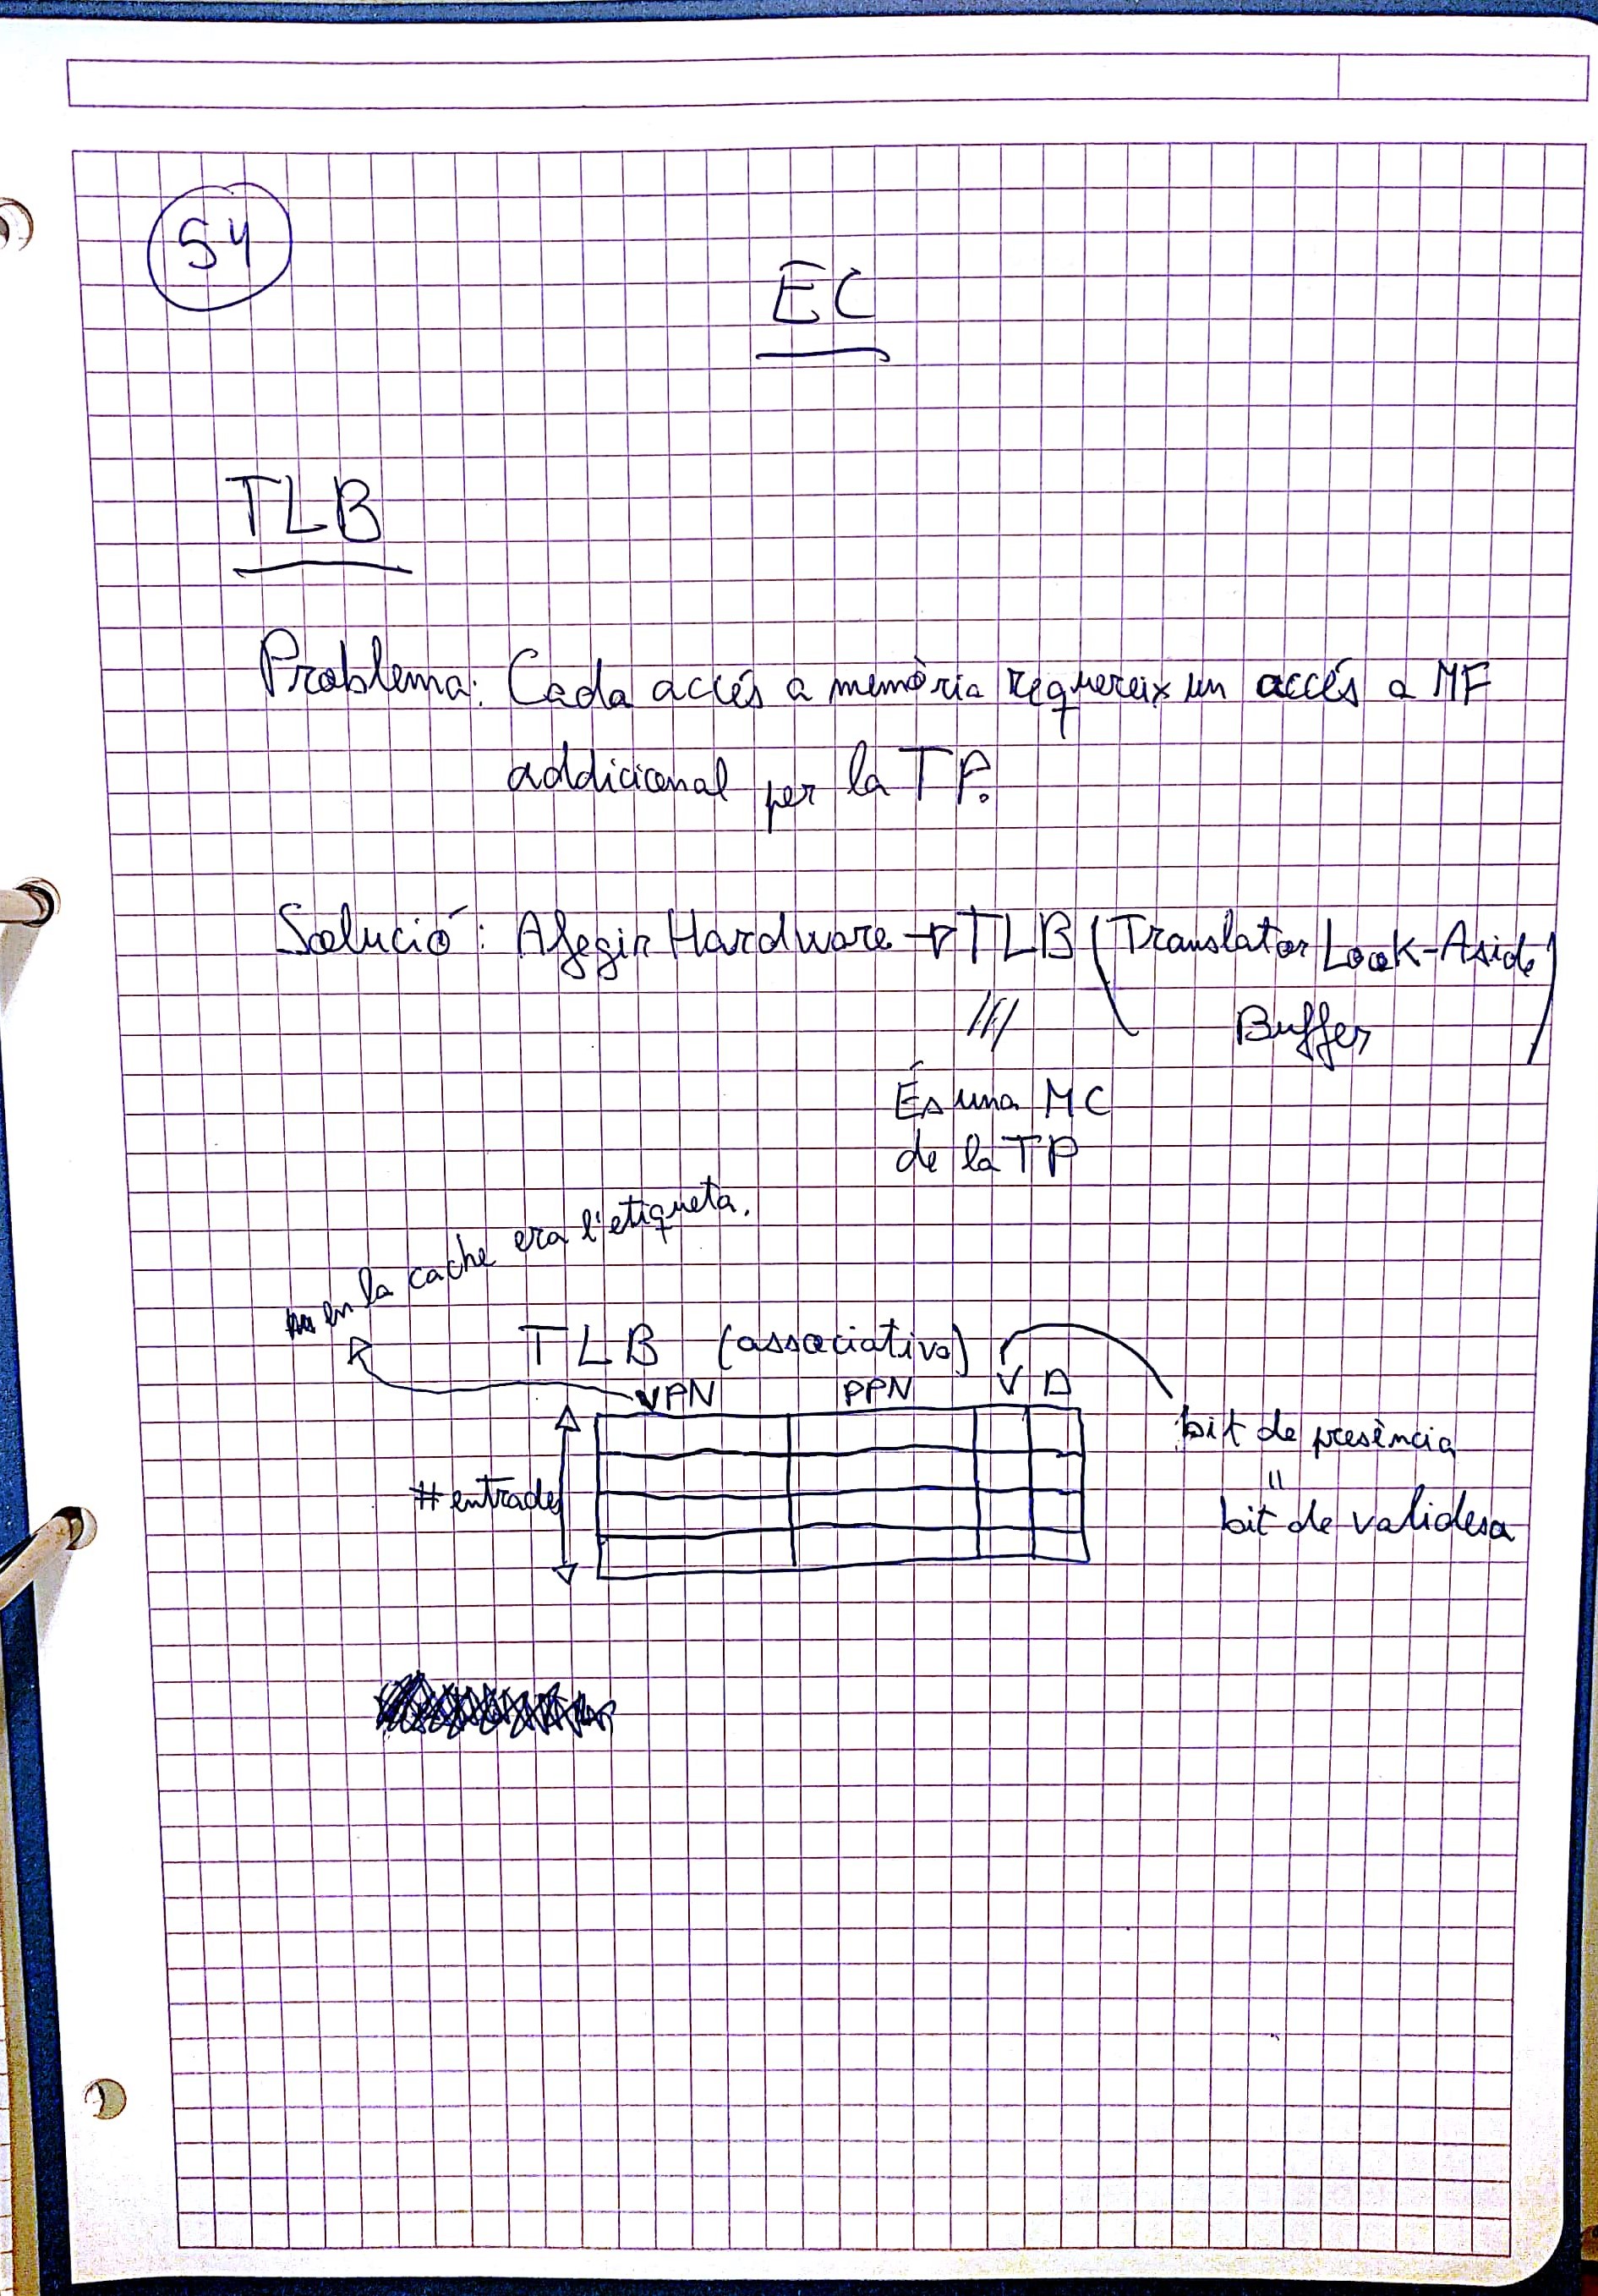 54
EC
TLB
Problema: Cada accés a memòria requereix un accés a MF
addicional per la TP.
Solució: Afegir Hardware → TLB (Translator Look-Aside
Buffer)
És una MC
de la TP
en la cache era l'etiqueta.
TLB (associativa)
VPN PPN V D
# entrades
bit de presència
=
bit de validesa